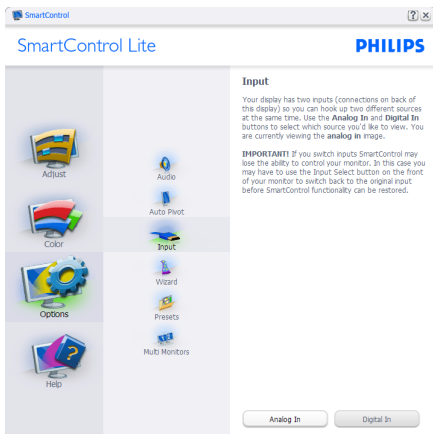 SmartControl
SmartControl Lite
PHILIPS
Adjust
Color
Options
Help
Audio
Auto Pivot
Input
Wizard
Presets
Multi Monitors
Input
Your display has two inputs (connections on back of
this display) so you can hook up two different sources
at the same time. Use the Analog In and Digital In
buttons to select which source you'd like to view. You
are currently viewing the analog in image.
IMPORTANT! If you switch inputs SmartControl may
lose the ability to control your monitor. In this case you
may have to use the Input Select button on the front
of your monitor to switch back to the original input
before SmartControl functionality can be restored.
Analog In
Digital In